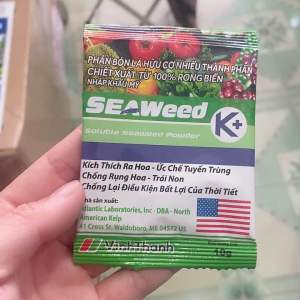 PHÂN BÓN LÁ HỮU CƠ NHIỀU THÀNH PHẦN
CHIẾT XUẤT TỪ 100% RONG BIỂN
NHẬP KHẨU MỸ
SEAWeed
K+
Soluble Seaweed Powder
Kích Thích Ra Hoa - Ức Chế Tuyến Trùng
Chống Rụng Hoa - Trái Non
Chống Lại Điều Kiện Bất Lợi Của Thời Tiết
Nhà sản xuất:
Atlantic Laboratories, Inc - DBA - North
American Kelp
41 Cross St. Waldoboro, ME 04572 US
VinhThanh
10g